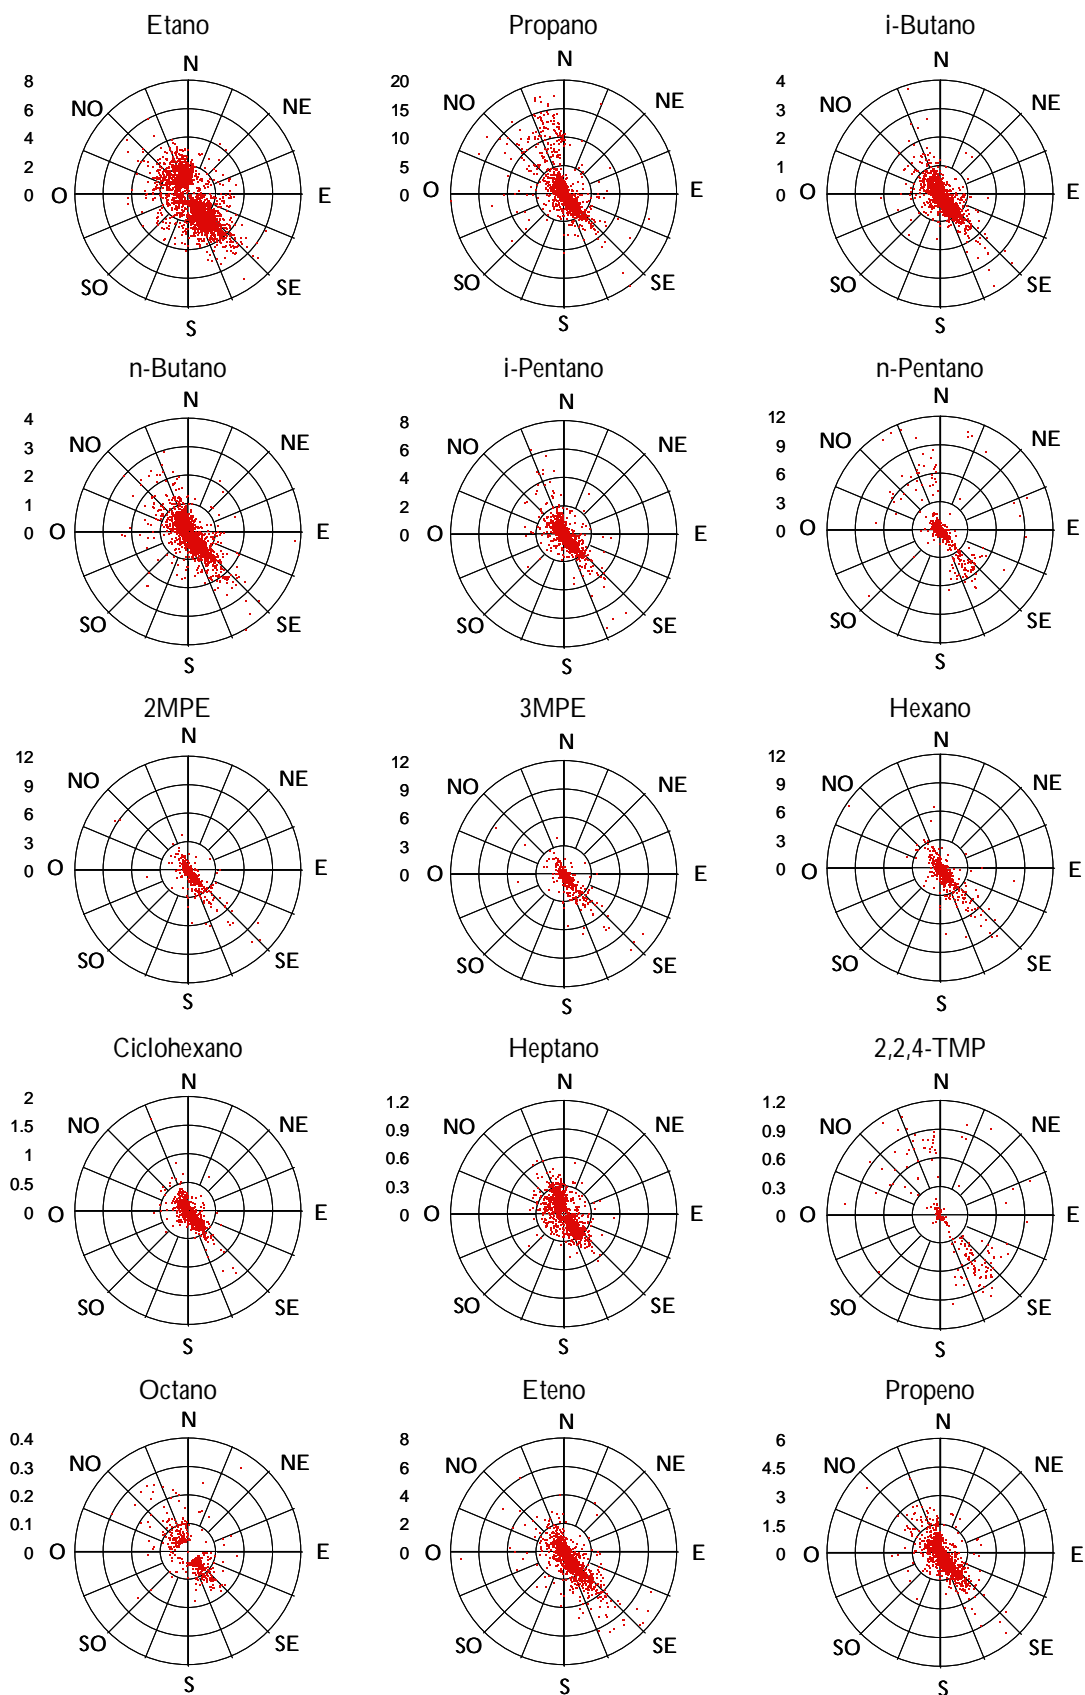 Etano Propano i-Butano
N N N
8 20 4
6 NO NE 15 NO NE 3 NO NE
4 10 2
2 5 1
0 O E 0 O E 0 O E
SO SE SO SE SO SE
S S S
n-Butano i-Pentano n-Pentano
N N N
4 8 12
3 NO NE 6 NO NE 9 NO NE
2 4 6
1 2 3
0 O E 0 O E 0 O E
SO SE SO SE SO SE
S S S
2MPE 3MPE Hexano
N N N
12 12 12
9 NO NE 9 NO NE 9 NO NE
6 6 6
3 3 3
0 O E 0 O E 0 O E
SO SE SO SE SO SE
S S S
Ciclohexano Heptano 2,2,4-TMP
N N N
2 1.2 1.2
1.5 NO NE 0.9 NO NE 0.9 NO NE
1 0.6 0.6
0.5 0.3 0.3
0 O E 0 O E 0 O E
SO SE SO SE SO SE
S S S
Octano Eteno Propeno
N N N
0.4 8 6
0.3 NO NE 6 NO NE 4.5 NO NE
0.2 4 3
0.1 2 1.5
0 O E 0 O E 0 O E
SO SE SO SE SO SE
S S S